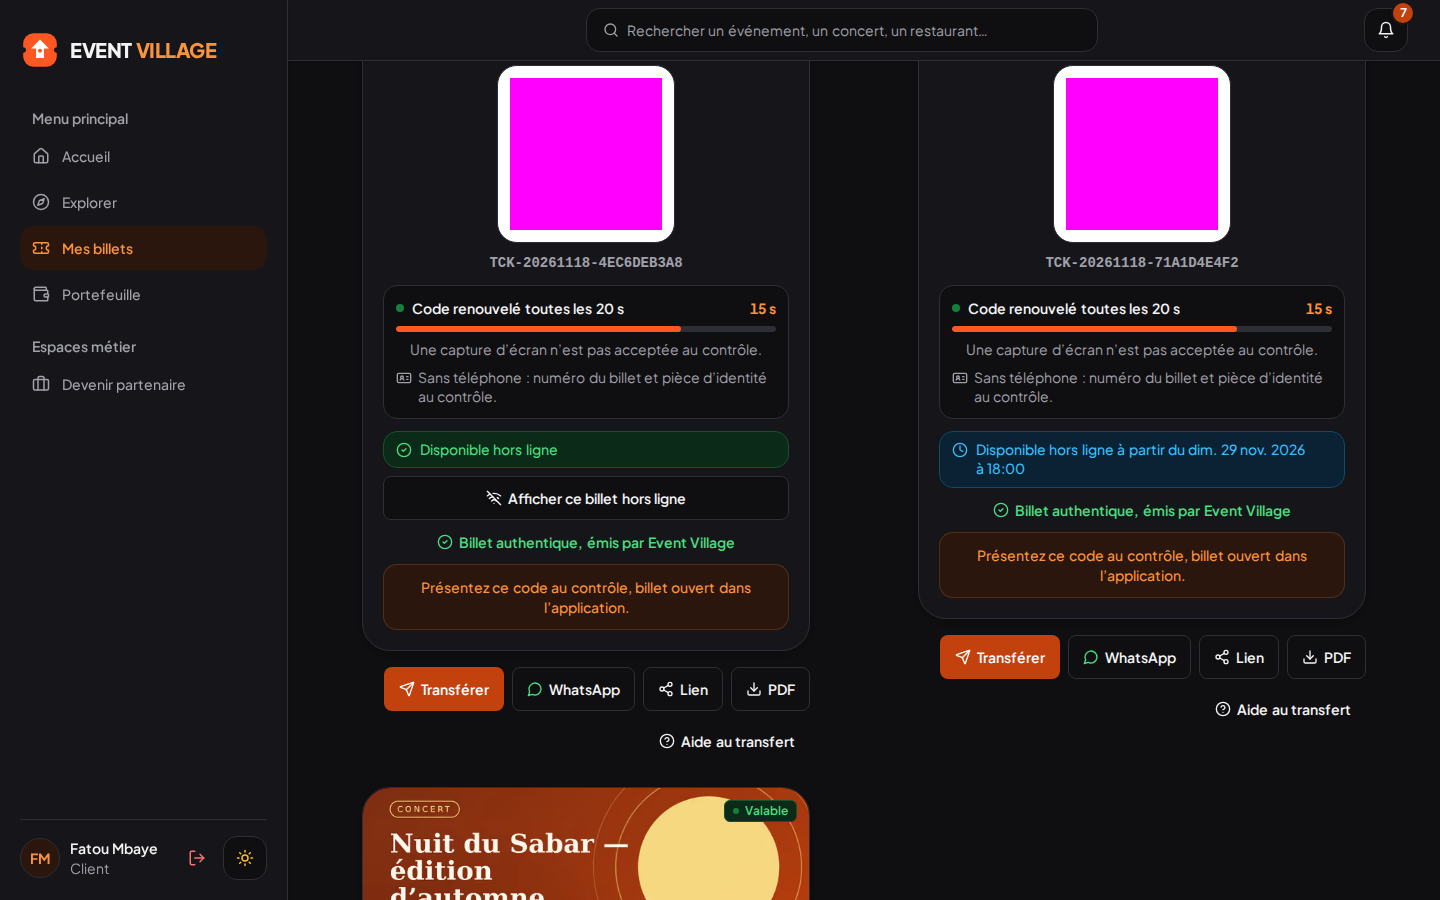 EVENT VILLAGE
Rechercher un événement, un concert, un restaurant…
7
Menu principal
Accueil
Explorer
Mes billets
Portefeuille
Espaces métier
Devenir partenaire
FM
Fatou Mbaye
Client
TCK-20261118-4EC6DEB3A8
Code renouvelé toutes les 20 s
15 s
Une capture d’écran n’est pas acceptée au contrôle.
Sans téléphone : numéro du billet et pièce d’identité
au contrôle.
Disponible hors ligne
Afficher ce billet hors ligne
Billet authentique, émis par Event Village
Présentez ce code au contrôle, billet ouvert dans
l’application.
Transférer
WhatsApp
Lien
PDF
Aide au transfert
CONCERT
Valable
Nuit du Sabar —
édition
d’automne
TCK-20261118-71A1D4E4F2
Code renouvelé toutes les 20 s
15 s
Une capture d’écran n’est pas acceptée au contrôle.
Sans téléphone : numéro du billet et pièce d’identité
au contrôle.
Disponible hors ligne à partir du dim. 29 nov. 2026
à 18:00
Billet authentique, émis par Event Village
Présentez ce code au contrôle, billet ouvert dans
l’application.
Transférer
WhatsApp
Lien
PDF
Aide au transfert